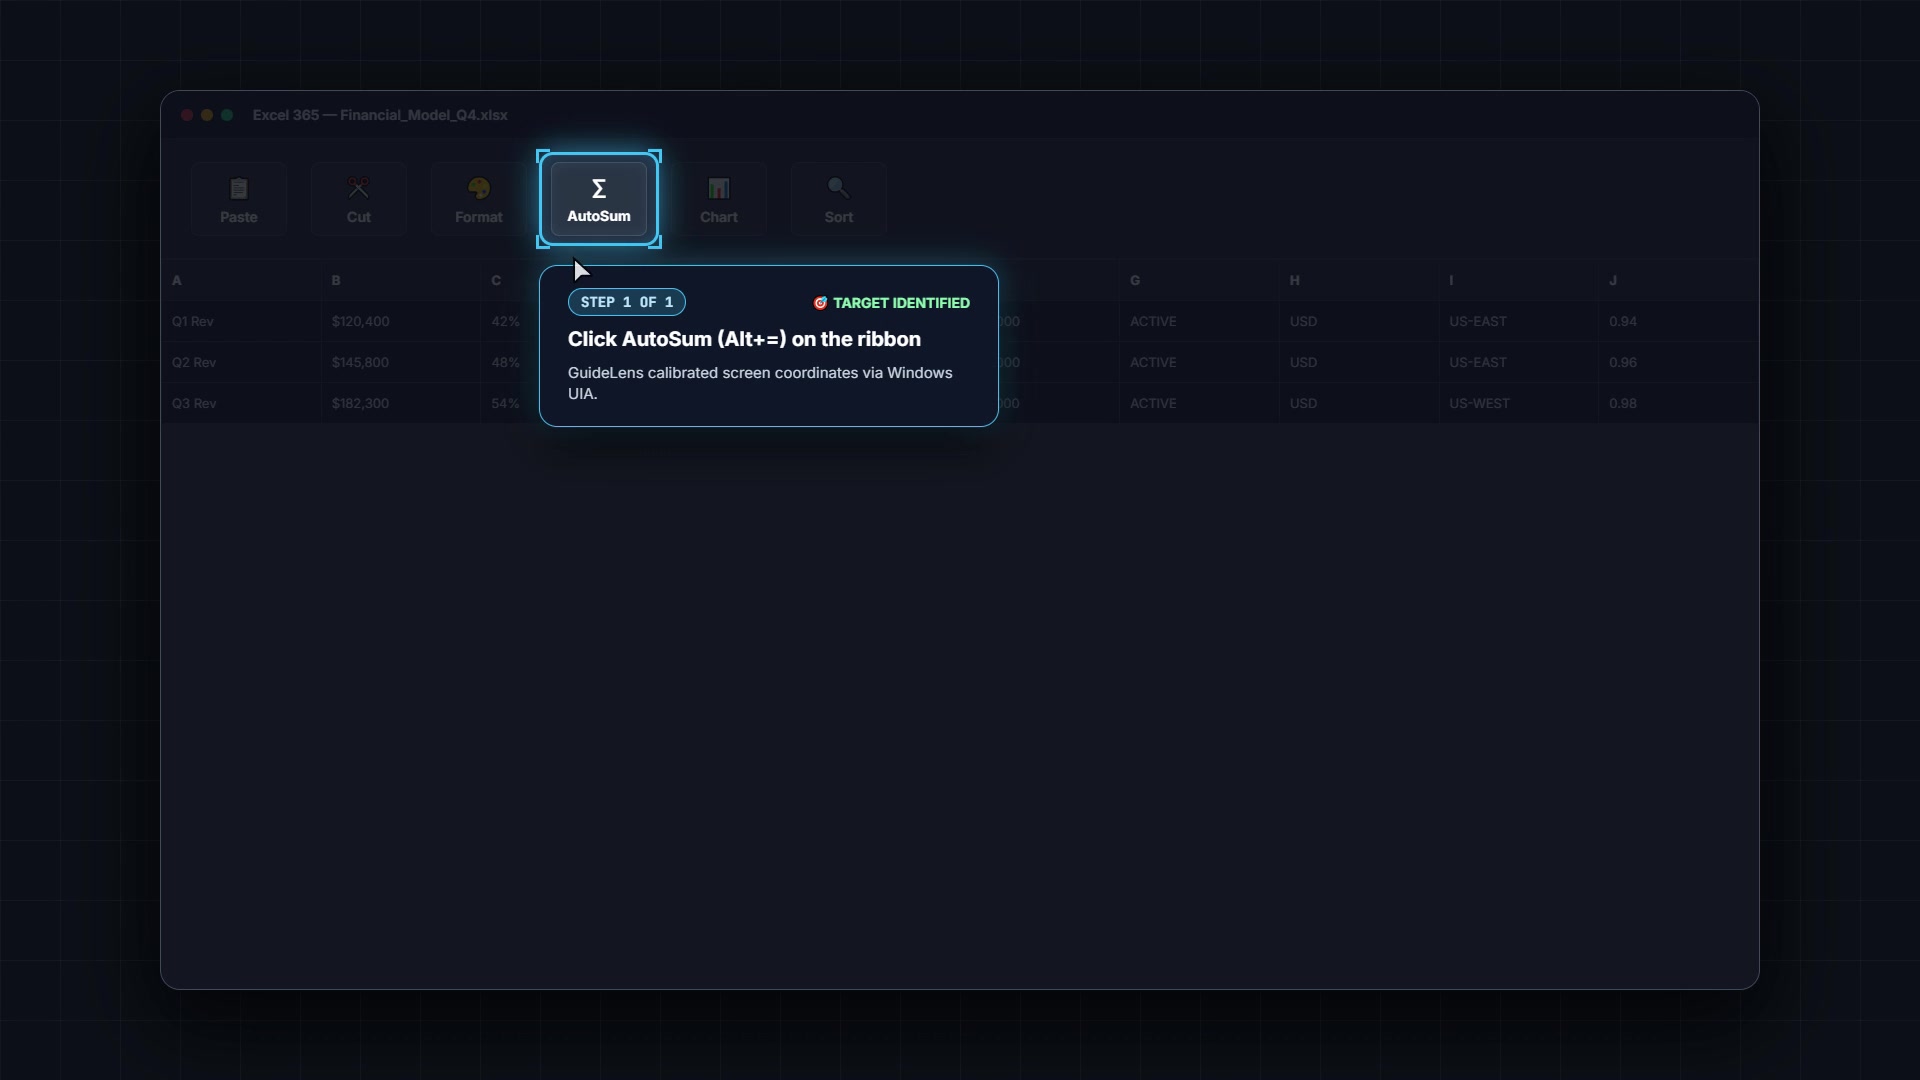 Excel 365 — Financial_Model_Q4.xlsx
Paste
Cut
Format
Σ
AutoSum
Chart
Sort
A B C G H I J
Q1 Rev $120,400 42% 000 ACTIVE USD US-EAST 0.94
Q2 Rev $145,800 48% ACTIVE USD US-EAST 0.96
Q3 Rev $182,300 54% 000 ACTIVE USD US-WEST 0.98
STEP 1 OF 1
🎯 TARGET IDENTIFIED
Click AutoSum (Alt+=) on the ribbon
GuideLens calibrated screen coordinates via Windows
UIA.